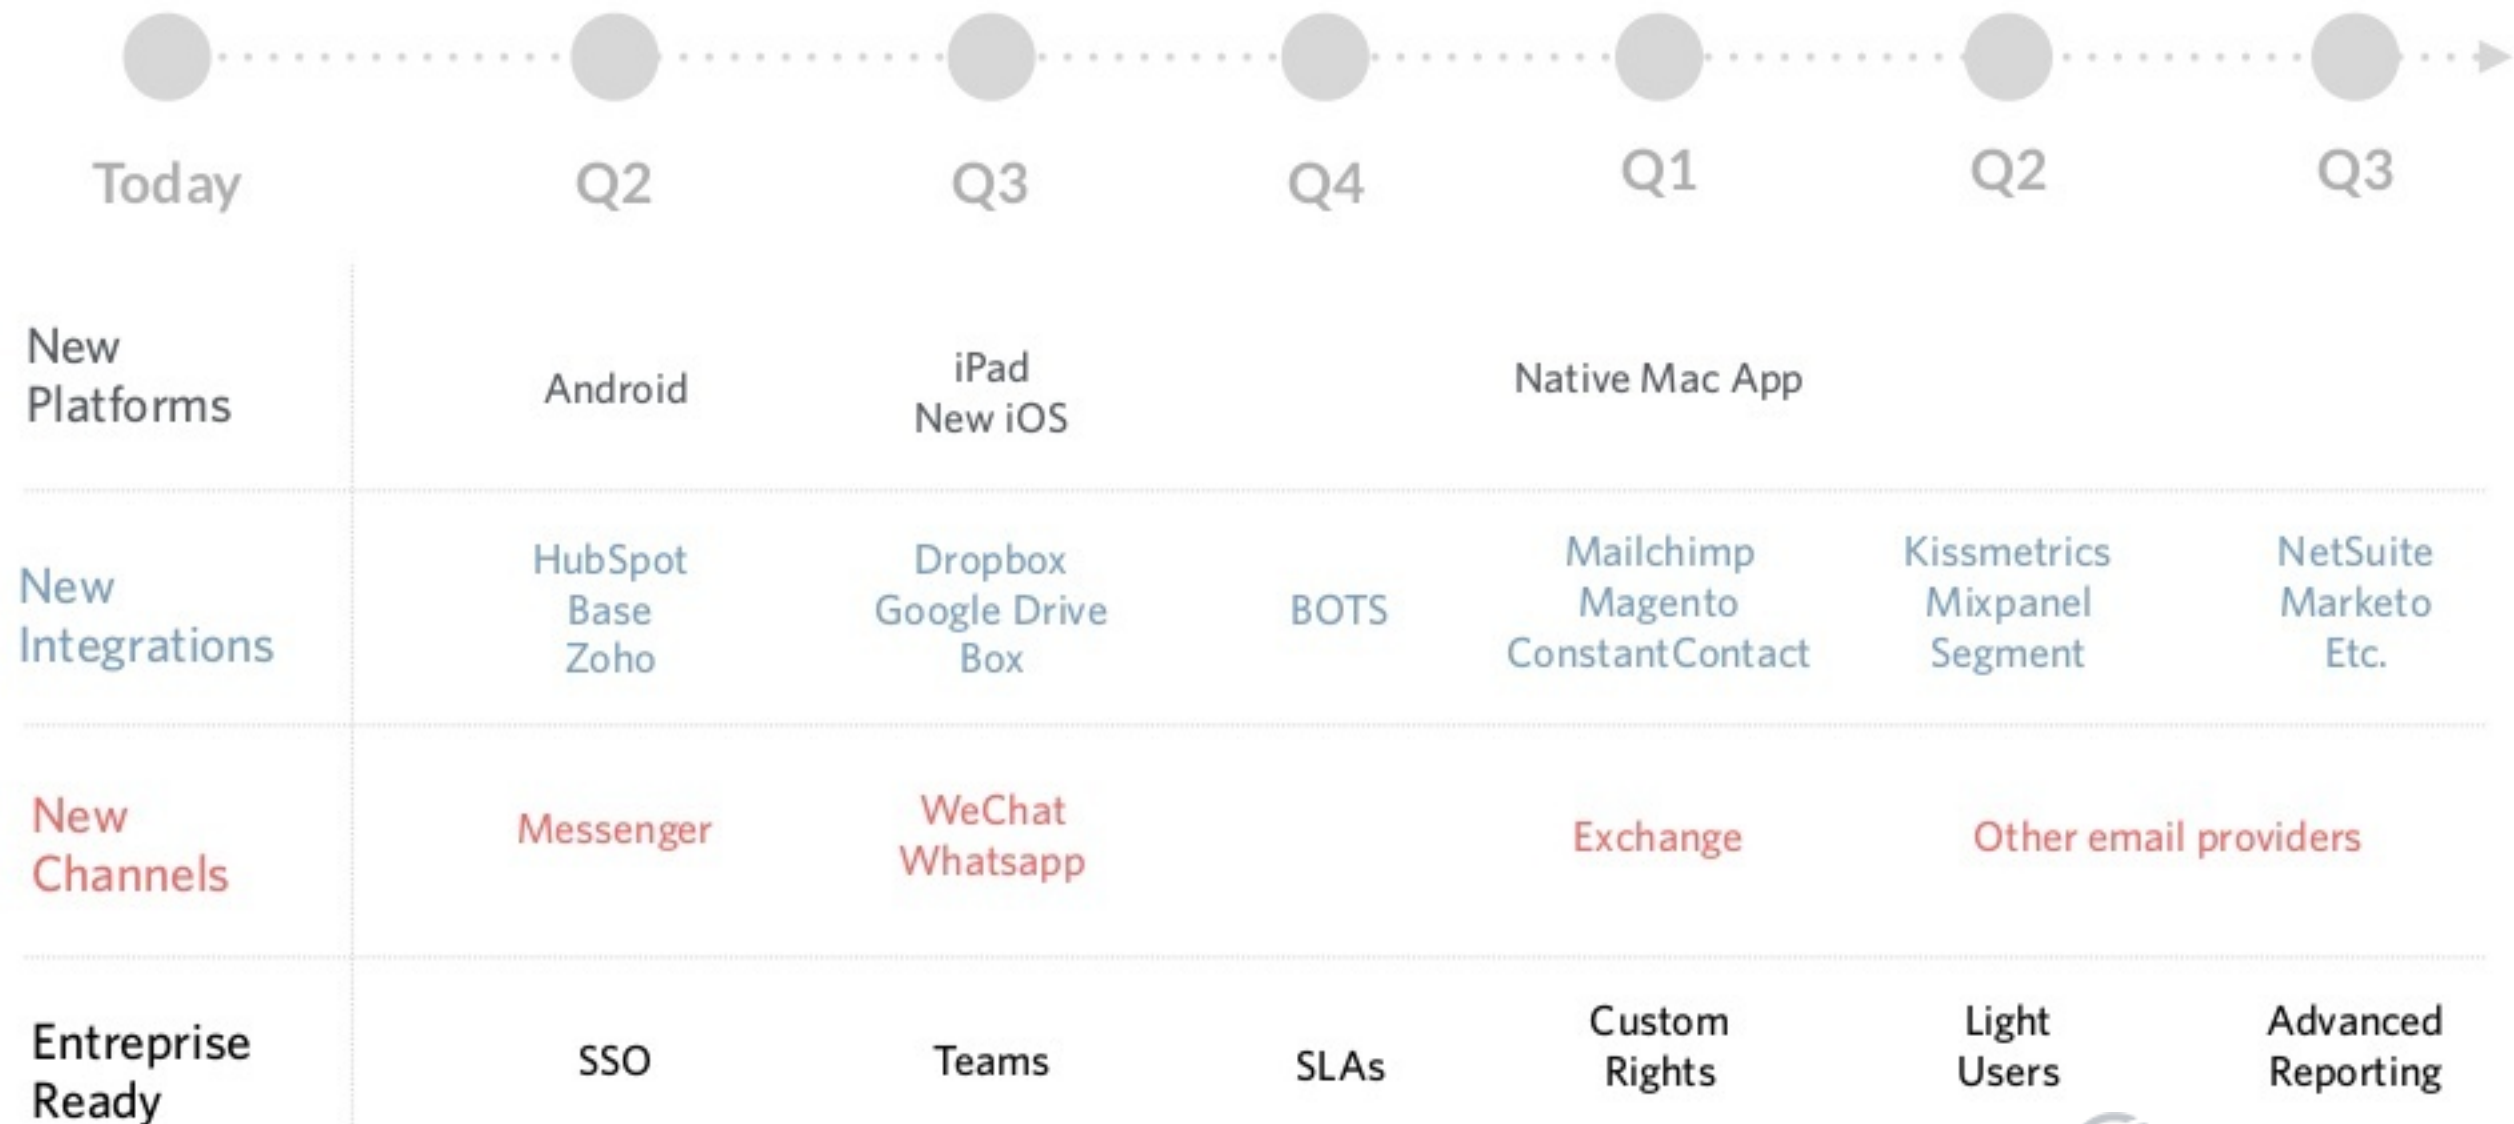 Today Q2 Q3 Q4 Q1 Q2 Q3
New
Platforms
Android
iPad
New iOS
Native Mac App
New
Integrations
HubSpot
Base
Zoho
Dropbox
Google Drive
Box
BOTS
Mailchimp
Magento
ConstantContact
Kissmetrics
Mixpanel
Segment
NetSuite
Marketo
Etc.
New
Channels
Messenger
WeChat
Whatsapp
Exchange
Other email providers
Entreprise
Ready
SSO
Teams
SLAs
Custom
Rights
Light
Users
Advanced
Reporting